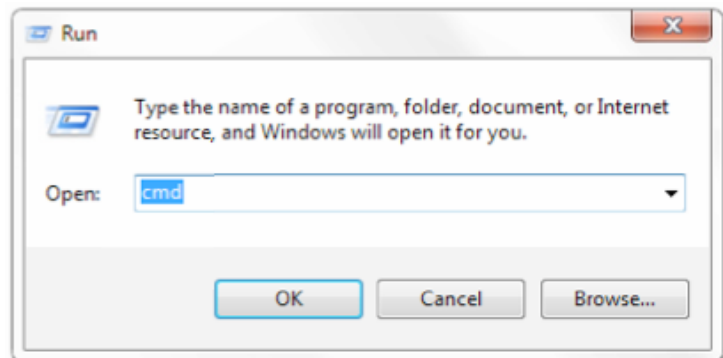 Run
Type the name of a program, folder, document, or Internet
resource, and Windows will open it for you.
Open: cmd
OK Cancel Browse...